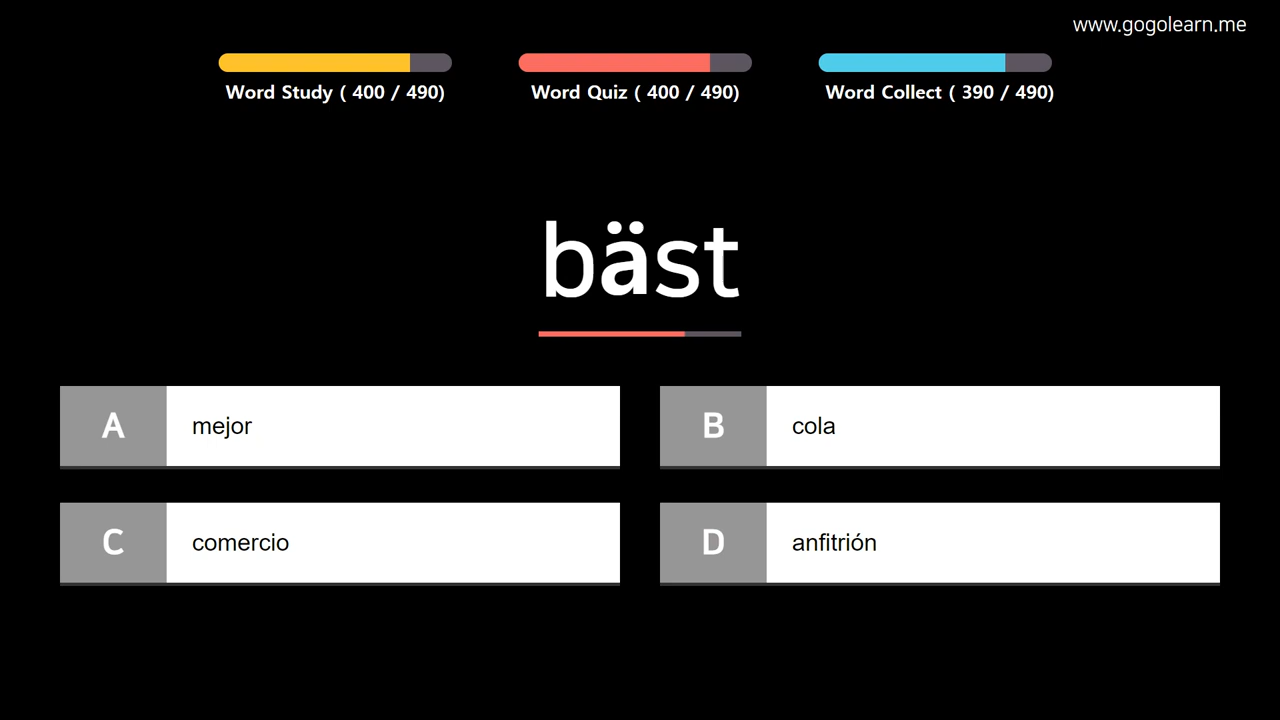 www.gogolearn.me
Word Study ( 400 / 490)
Word Quiz ( 400 / 490)
Word Collect ( 390 / 490)
bäst
A mejor
B cola
C comercio
D anfitrión